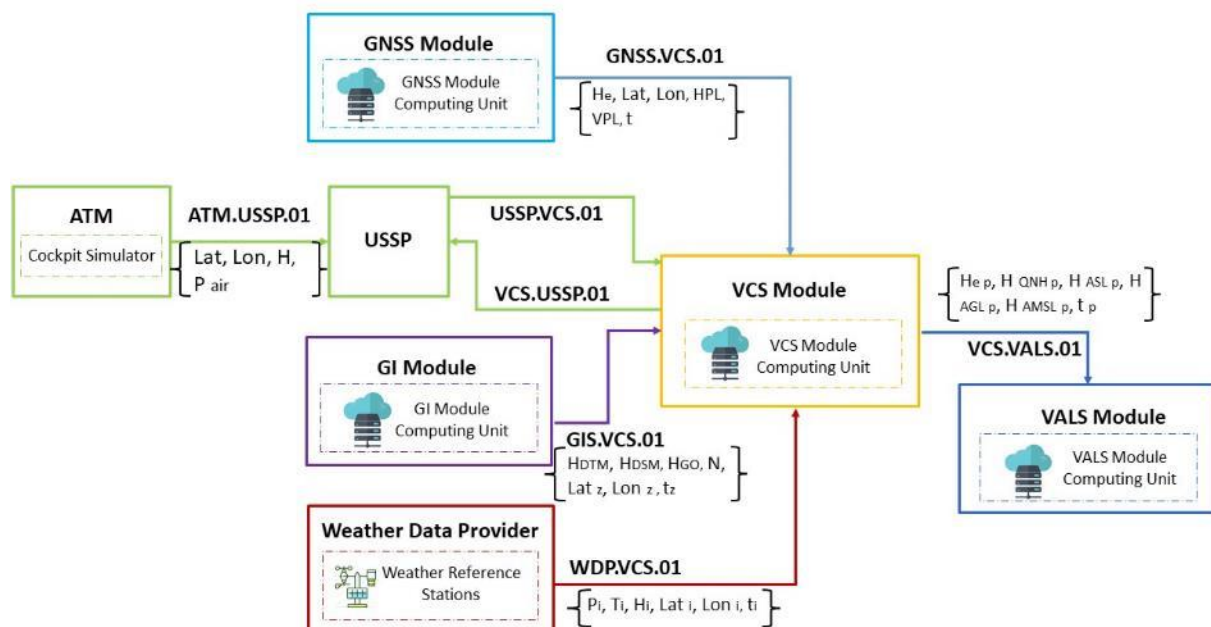 GNSS Module
GNSS Module
Computing Unit
GNSS.VCS.01
He, Lat, Lon, HPL,
VPL, t
ATM
Cockpit Simulator
ATM.USSP.01
Lat, Lon, H,
P air
USSP
USSP.VCS.01
VCS.USSP.01
VCS Module
VCS Module
Computing Unit
He p, H QNH p, H ASL p, H
AGL p, H AMSL p, t p
VCS.VALS.01
GI Module
GI Module
Computing Unit
GIS.VCS.01
HDTM, HDSM, HGO, N,
Lat z, Lon z, tz
VALS Module
VALS Module
Computing Unit
Weather Data Provider
Weather Reference
Stations
WDP.VCS.01
Pi, Ti, Hi, Lat i, Lon i, ti